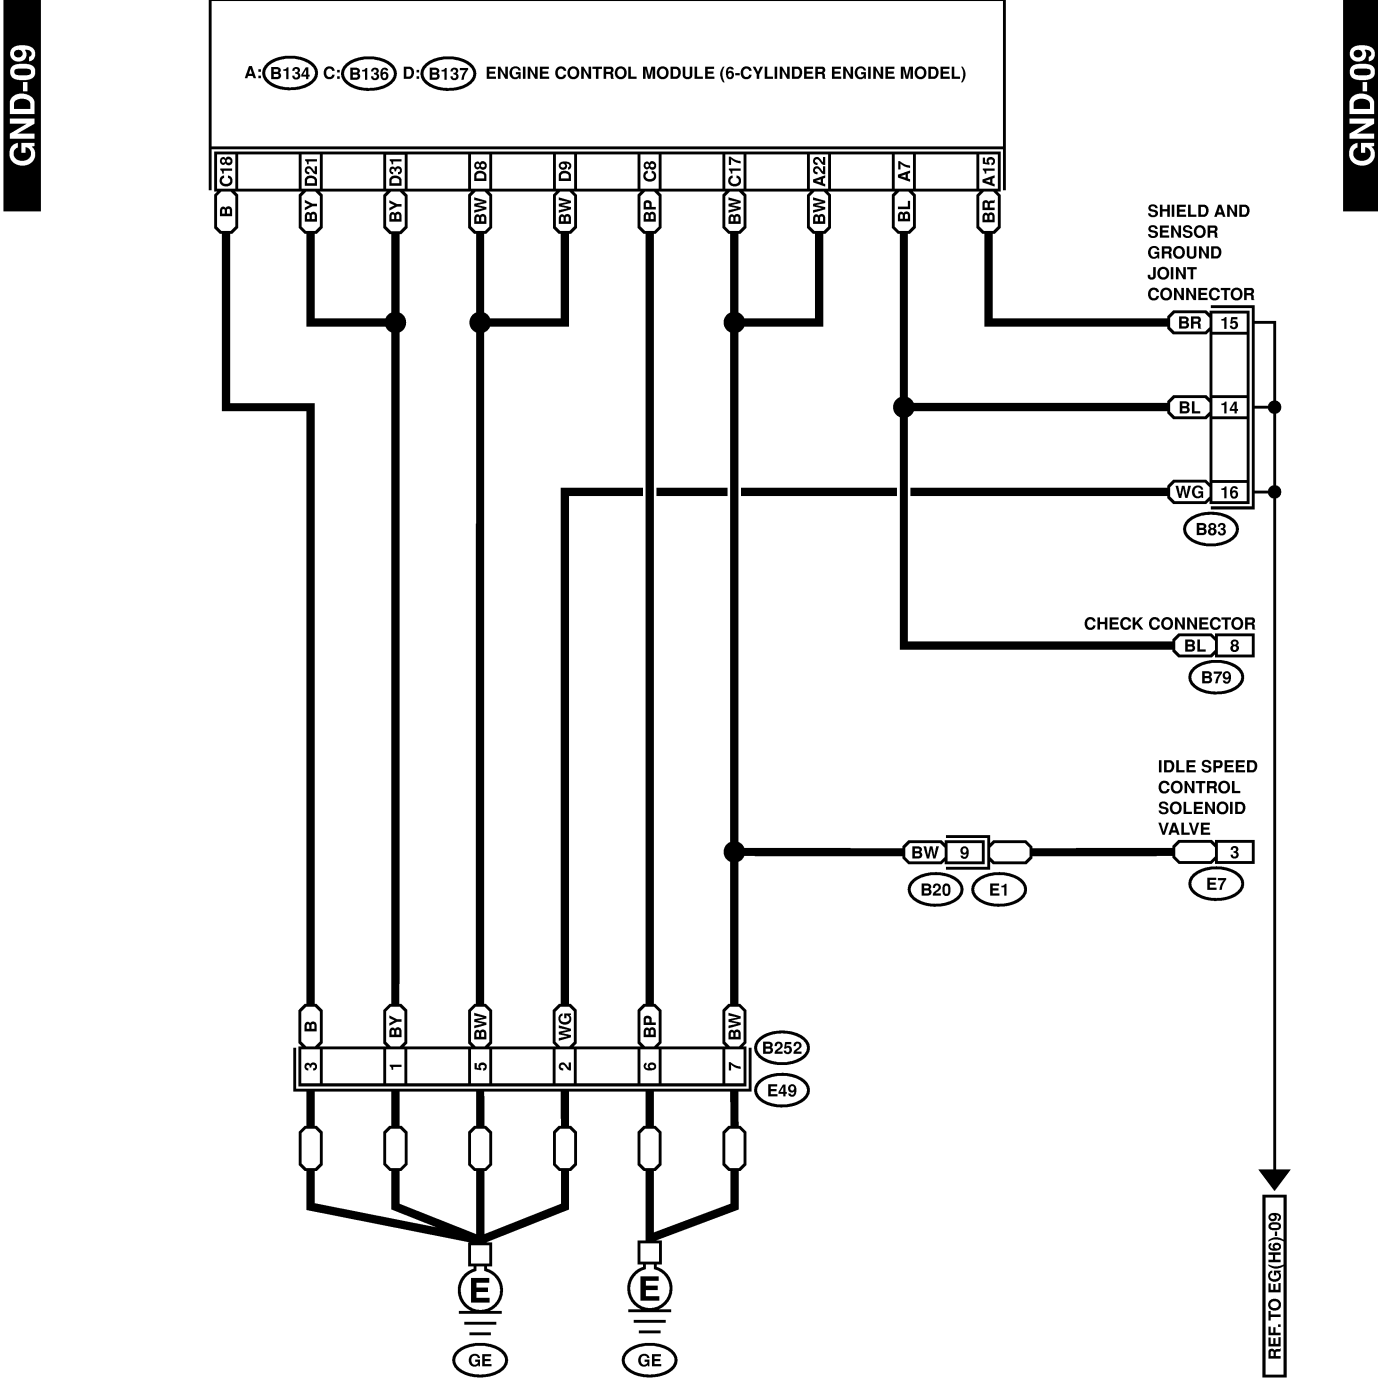 GND-09
GND-09
A: B134 C: B136 D: B137 ENGINE CONTROL MODULE (6-CYLINDER ENGINE MODEL)
C18 D21 D31 D8 D9 C8 C17 A22 A7 A15
B BY BY BW BW BP BW BW BL BR
SHIELD AND
SENSOR
GROUND
JOINT
CONNECTOR
BR 15
BL 14
WG 16
B83
CHECK CONNECTOR
BL 8
B79
IDLE SPEED
CONTROL
SOLENOID
VALVE
BW 9
3
B20 E1
E7
B BY BW WG BP BW
B252
3 1 5 2 6 7
E49
E E
GE GE
REF. TO EG(H6)-09